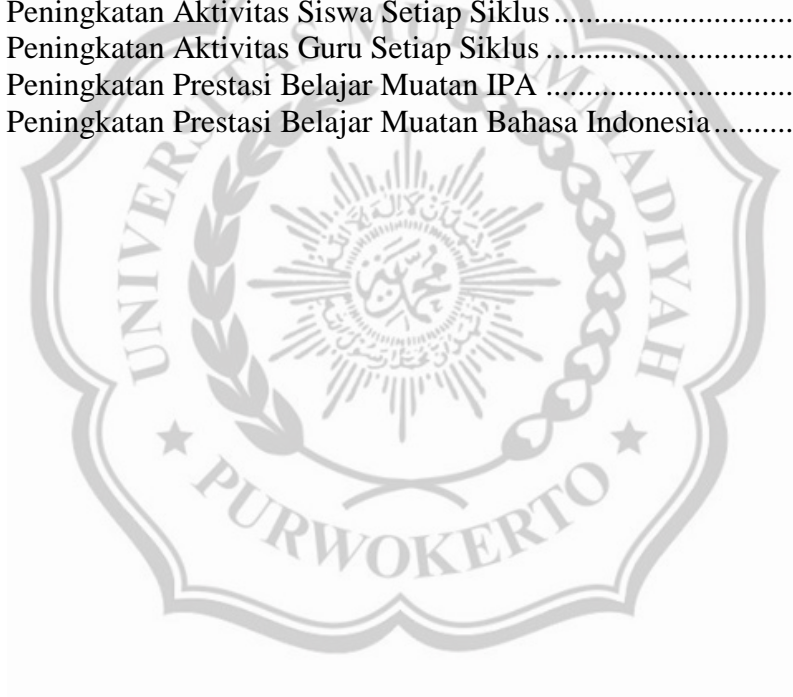 Peningkatan Aktivitas Siswa Setiap Siklus ............................
Peningkatan Aktivitas Guru Setiap Siklus .............................
Peningkatan Prestasi Belajar Muatan IPA .............................
Peningkatan Prestasi Belajar Muatan Bahasa Indonesia ..........
UNIVERSITAS MUHAMMADIYAH
PURWOKERTO